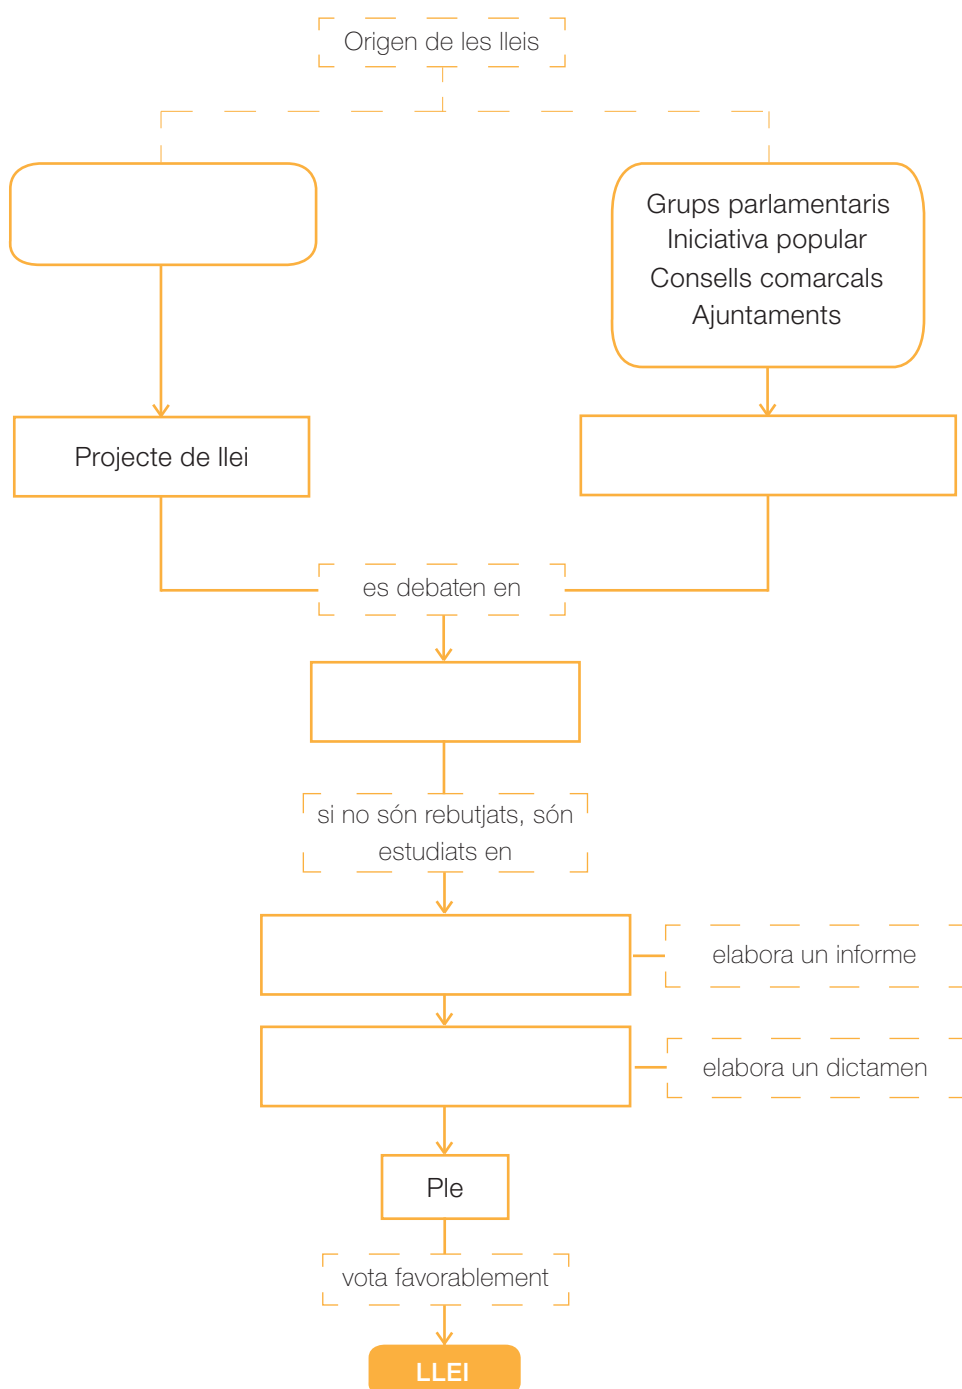 Origen de les lleis
Grups parlamentaris
Iniciativa popular
Consells comarcals
Ajuntaments
Projecte de llei
es debaten en
si no són rebutjats, són
estudiats en
elabora un informe
elabora un dictamen
Ple
vota favorablement
LLEI